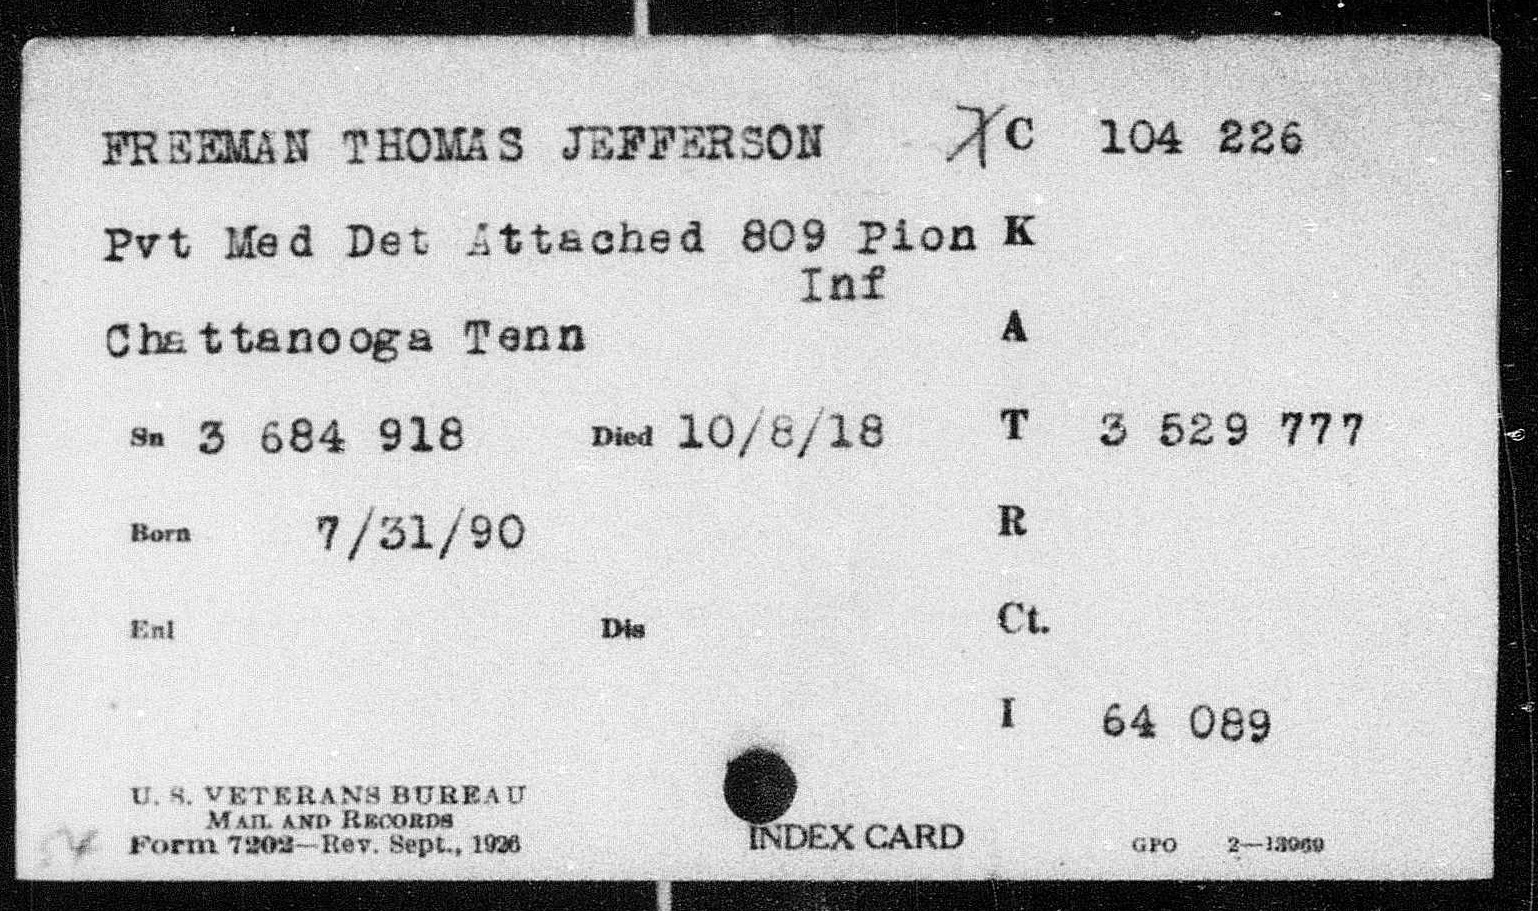 FREEMAN THOMAS JEFFERSON XC 104 226
Pvt Med Det Attached 809 Pion K
Inf
Chattanooga Tenn A
Sn 3 684 918 Died 10/8/18 T 3 529 777
Born 7/31/90 R
Enl Dis Ct.
I 64 089
U. S. VETERANS BUREAU
MAIL AND RECORDS
Form 7202—Rev. Sept., 1926 INDEX CARD GPO 2—13969